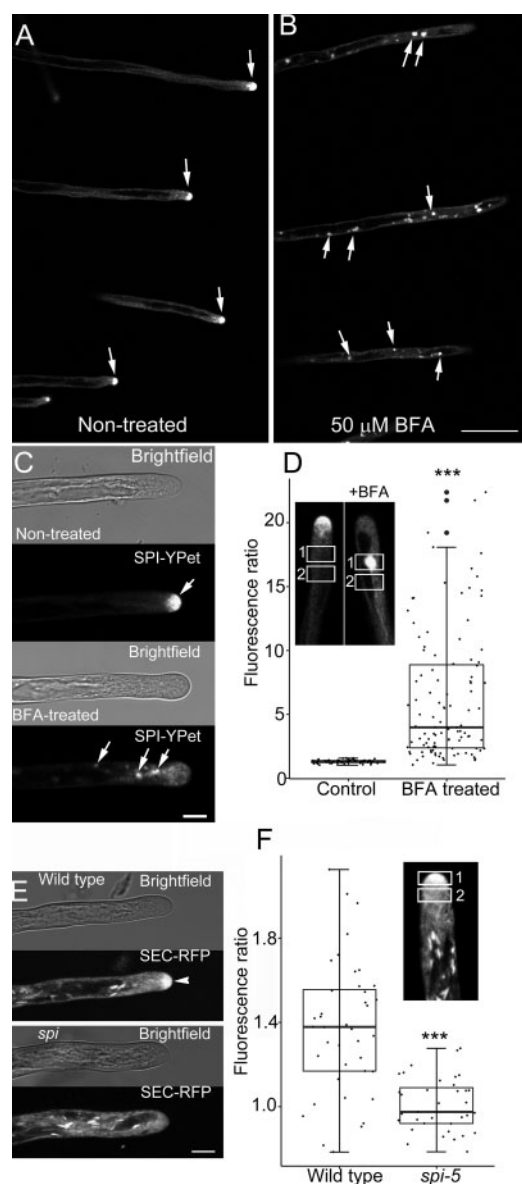 A
B
Non-treated
50 µM BFA
C
Brightfield
Non-treated
SPI-YPet
Brightfield
BFA-treated
SPI-YPet
D
***
+BFA
1
2
1
2
Fluorescence ratio
20
15
10
5
0
Control
BFA treated
E
Wild type
Brightfield
SEC-RFP
spi
Brightfield
SEC-RFP
F
1
2
***
Fluorescence ratio
1.8
1.4
1.0
Wild type
spi-5